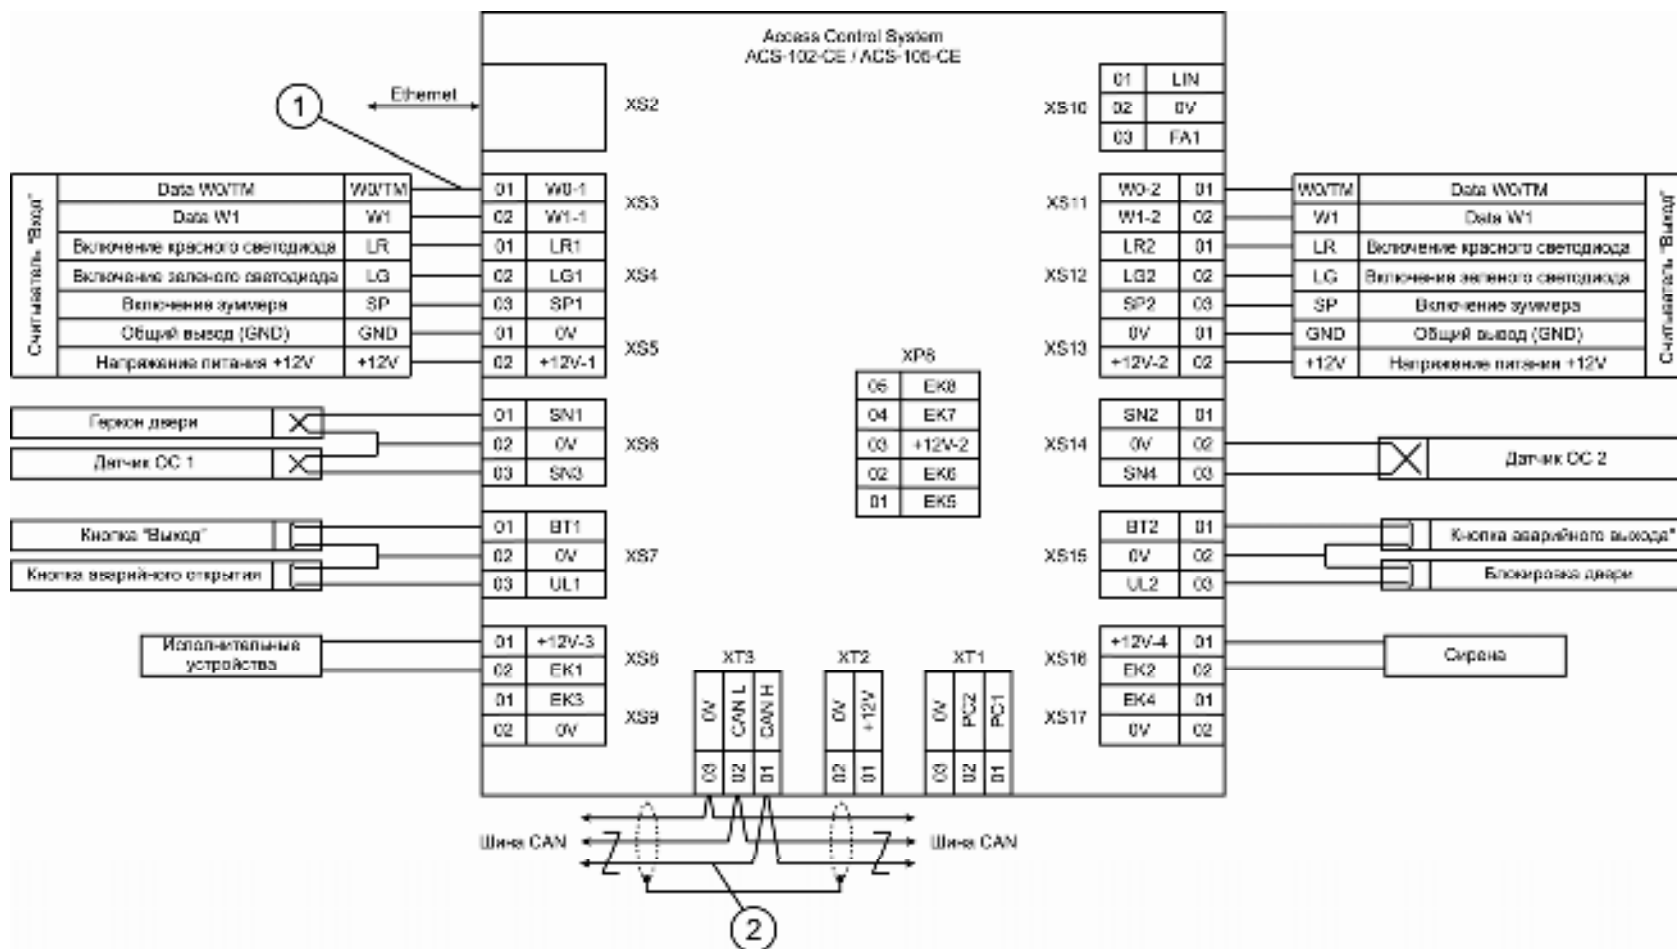 Access Control System
ACS-102-CE / ACS-105-CE
1
Ethernet
XS2
XS10
01 LIN
02 0V
03 FA1
Считыватель "Вход"
Data W0/TM W0/TM 01 W0-1
Data W1 W1 02 W1-1
XS3
Включение красного светодиода LR 01 LR1
Включение зеленого светодиода LG 02 LG1
XS4
Включение зуммера SP 03 SP1
Общий вывод (GND) GND 01 0V
XS5
Напряжение питания +12V +12V 02 +12V-1
XS11
W0-2 01 W0/TM Data W0/TM
W1-2 02 W1 Data W1
LR2 01 LR Включение красного светодиода
XS12
LG2 02 LG Включение зеленого светодиода
SP2 03 SP Включение зуммера
XS13
0V 01 GND Общий вывод (GND)
+12V-2 02 +12V Напряжение питания +12V
Считыватель "Выход"
XP8
05 EK8
04 EK7
03 +12V-2
02 EK6
01 EK5
Геркон двери
Датчик ОС 1
01 SN1
02 0V
03 SN3
XS6
XS14
SN2 01
0V 02
SN4 03
Датчик ОС 2
Кнопка "Выход"
Кнопка аварийного открытия
01 BT1
02 0V
03 UL1
XS7
XS15
BT2 01
0V 02
UL2 03
Кнопка аварийного выхода"
Блокировка двери
Исполнительные
устройства
01 +12V-3
02 EK1
XS8
01 EK3
02 0V
XS9
XT3
0V CAN L CAN H
03 02 01
XT2
0V +12V
02 01
XT1
0V PC2 PC1
03 02 01
XS16
+12V-4 01
EK2 02
XS17
EK4 01
0V 02
Сирена
Шина CAN
Шина CAN
2